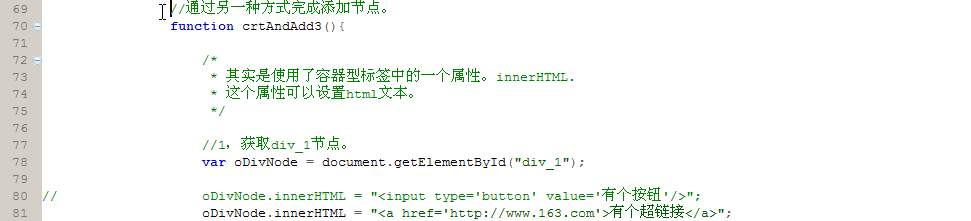 69 //通过另一种方式完成添加节点。
70 function crtAndAdd3(){
71
72 /*
73 * 其实是使用了容器型标签中的一个属性。innerHTML.
74 * 这个属性可以设置html文本。
75 */
76
77 //1，获取div_1节点。
78 var oDivNode = document.getElementById("div_1");
79
80 // oDivNode.innerHTML = "<input type='button' value='有个按钮'/>";
81 oDivNode.innerHTML = "<a href='http://www.163.com'>有个超链接</a>";